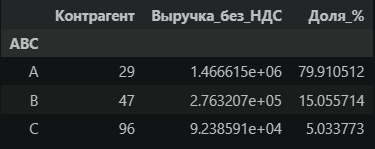 Контрагент Выручка_без_НДС Доля_%
ABC
A 29 1.466615e+06 79.910512
B 47 2.763207e+05 15.055714
C 96 9.238591e+04 5.033773